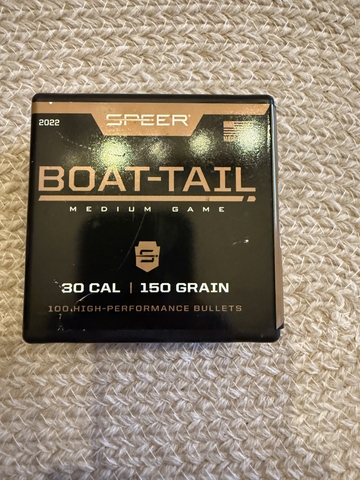 SPEER
2022
BOAT-TAIL
MEDIUM GAME
30 CAL | 150 GRAIN
100 HIGH-PERFORMANCE BULLETS